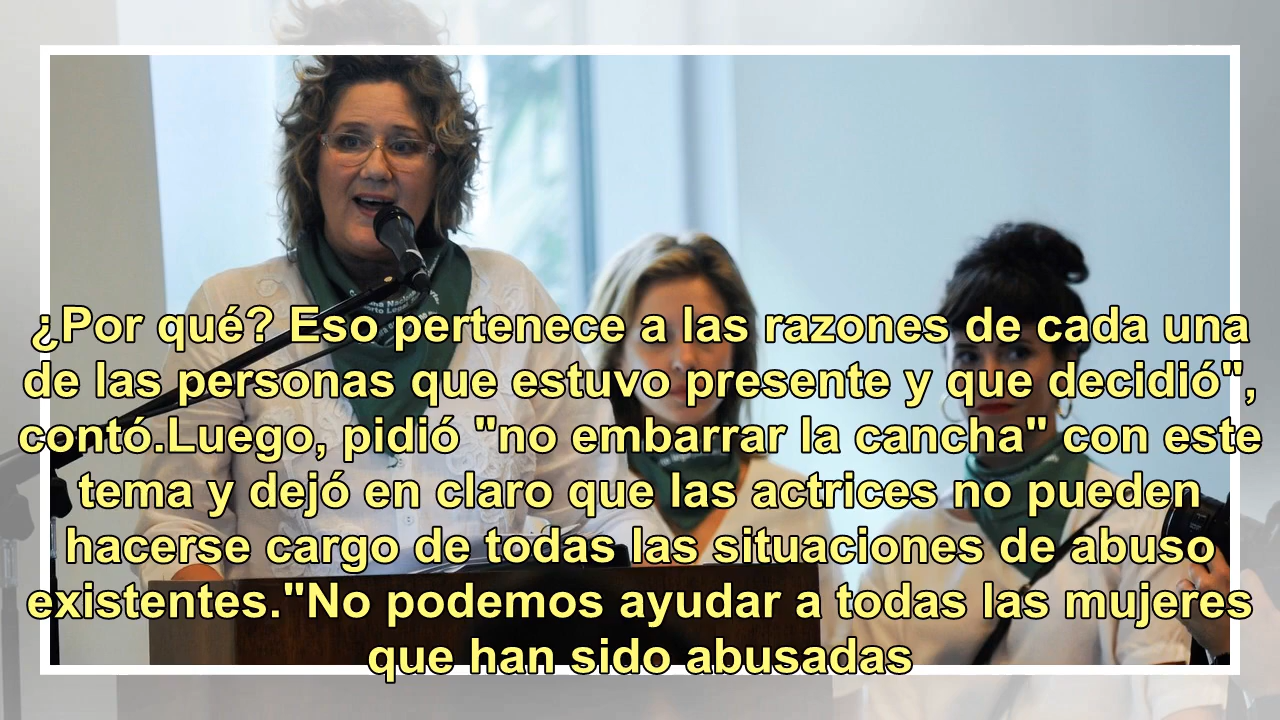 ¿Por qué? Eso pertenece a las razones de cada una
de las personas que estuvo presente y que decidió",
contó.Luego, pidió "no embarrar la cancha" con este
tema y dejó en claro que las actrices no pueden
hacerse cargo de todas las situaciones de abuso
existentes."No podemos ayudar a todas las mujeres
que han sido abusadas